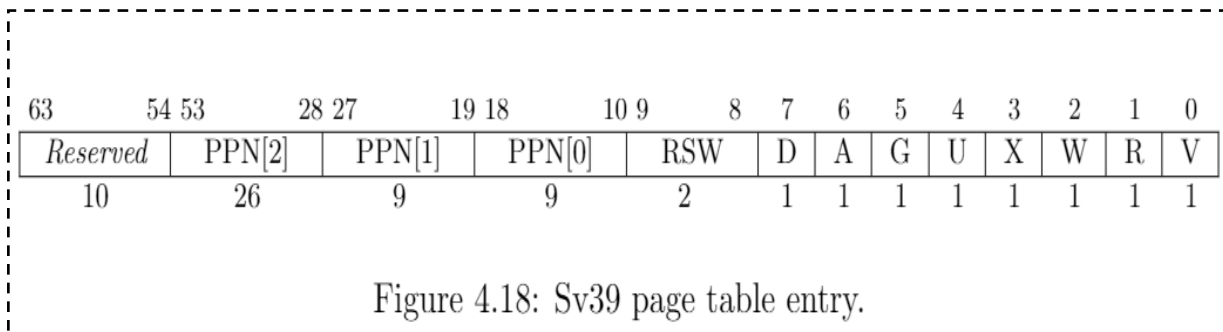 63 54 53 28 27 19 18 10 9 8 7 6 5 4 3 2 1 0
Reserved PPN[2] PPN[1] PPN[0] RSW D A G U X W R V
10 26 9 9 2 1 1 1 1 1 1 1 1
Figure 4.18: Sv39 page table entry.